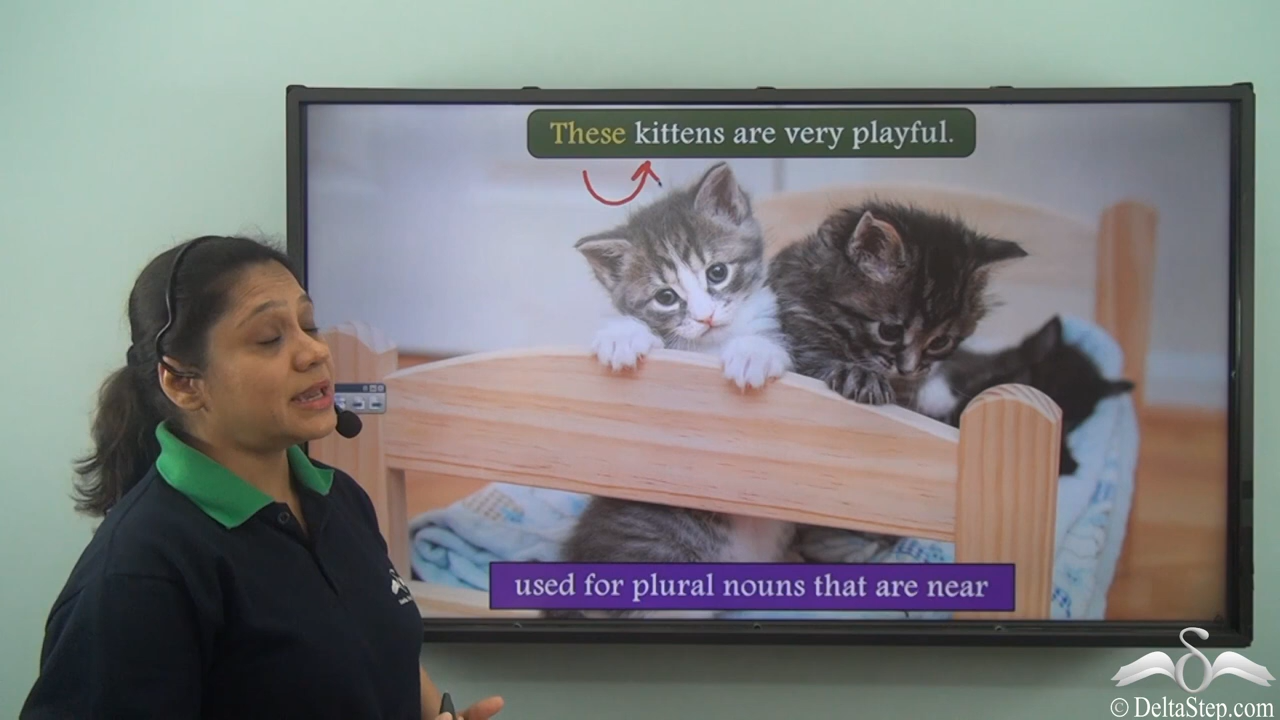 These kittens are very playful.
used for plural nouns that are near
© DeltaStep.com